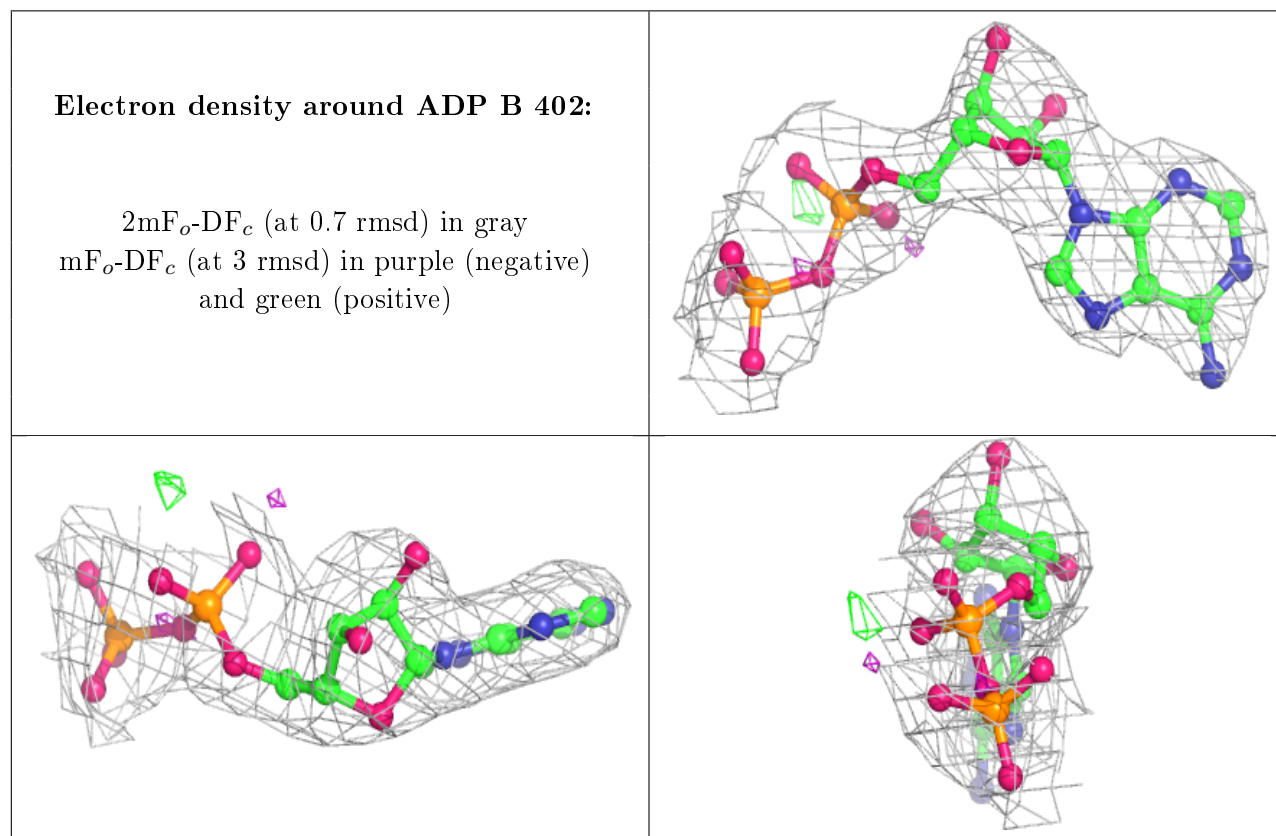 Electron density around ADP B 402:
2mFo-DFc (at 0.7 rmsd) in gray
mFo-DFc (at 3 rmsd) in purple (negative)
and green (positive)